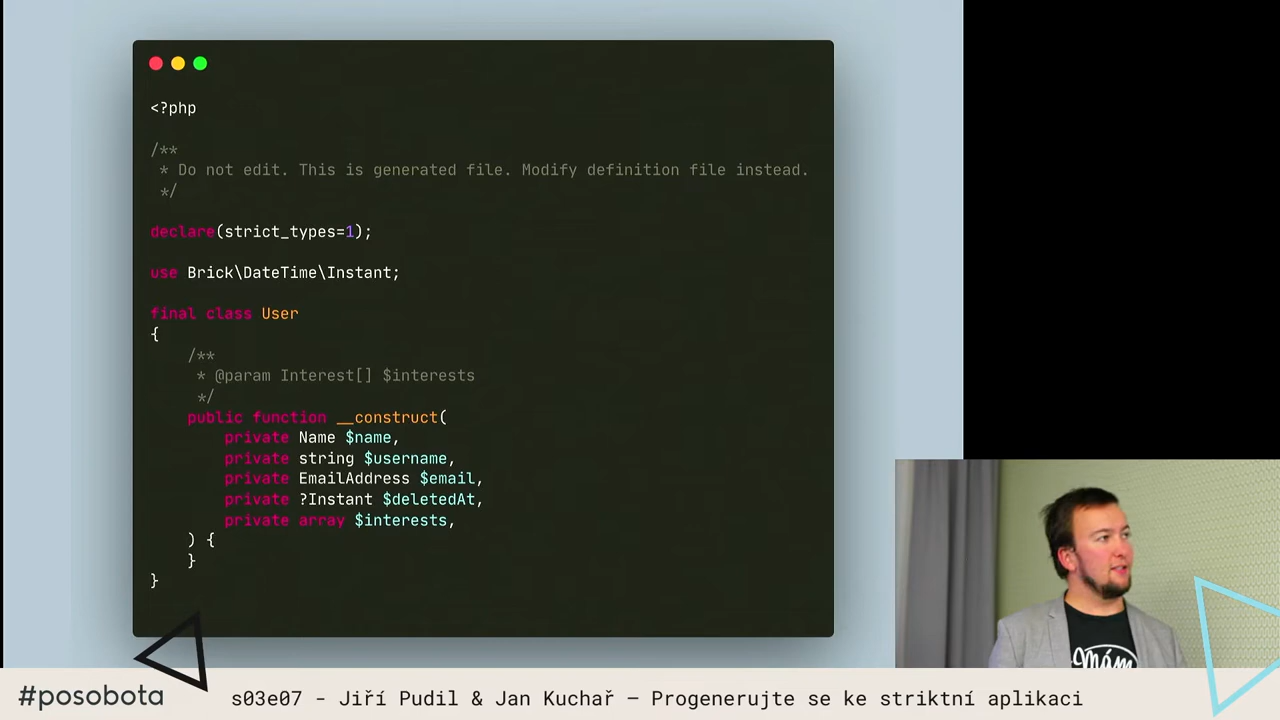 <?php
/**
 * Do not edit. This is generated file. Modify definition file instead.
 */
declare(strict_types=1);
use Brick\DateTime\Instant;
final class User
{
    /**
     * @param Interest[] $interests
     */
    public function __construct(
        private Name $name,
        private string $username,
        private EmailAddress $email,
        private ?Instant $deletedAt,
        private array $interests,
    ) {
    }
}
Mám
#posobota
s03e07 - Jiří Pudil & Jan Kuchař – Progenerujte se ke striktní aplikaci